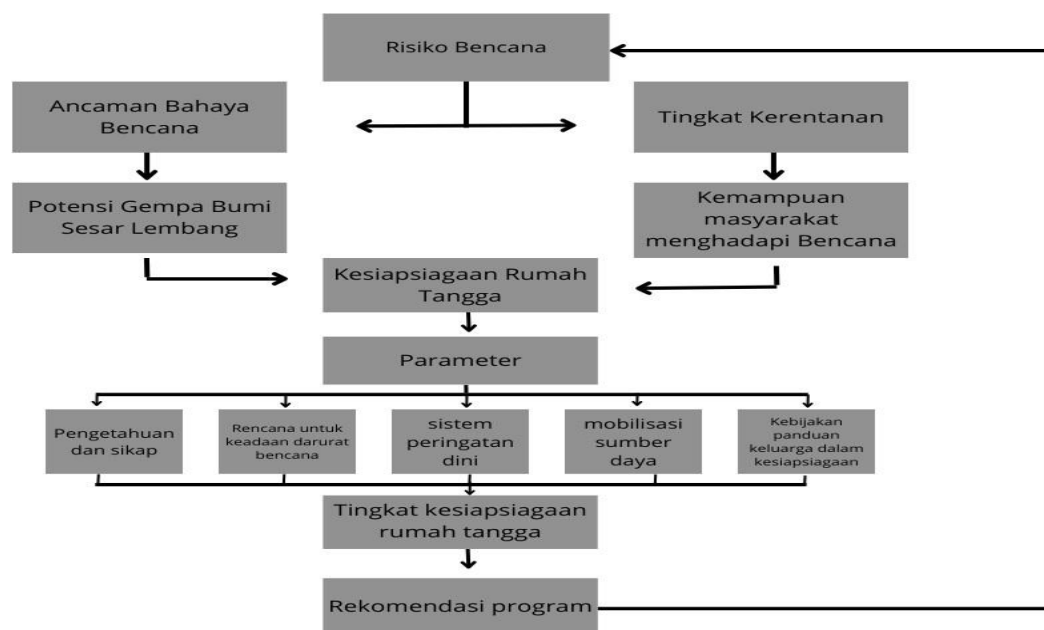 Risiko Bencana
Ancaman Bahaya
Bencana
Tingkat Kerentanan
Potensi Gempa Bumi
Sesar Lembang
Kemampuan
masyarakat
menghadapi Bencana
Kesiapsiagaan Rumah
Tangga
Parameter
Pengetahuan
dan sikap
Rencana untuk
keadaan darurat
bencana
sistem
peringatan
dini
mobilisasi
sumber
daya
Kebijakan
panduan
keluarga dalam
kesiapsiagaan
Tingkat kesiapsiagaan
rumah tangga
Rekomendasi program